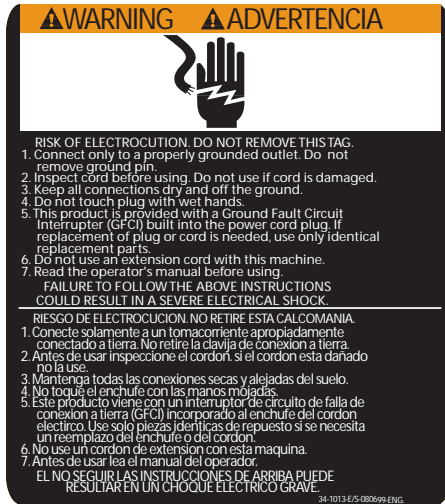 WARNING ADVERTENCIA
RISK OF ELECTROCUTION. DO NOT REMOVE THIS TAG.
1. Connect only to a properly grounded outlet. Do not
remove ground pin.
2. Inspect cord before using. Do not use if cord is damaged.
3. Keep all connections dry and off the ground.
4. Do not touch plug with wet hands.
5. This product is provided with a Ground Fault Circuit
Interrupter (GFCI) built into the power cord plug. If
replacement of plug or cord is needed, use only identical
replacement parts.
6. Do not use an extension cord with this machine.
7. Read the operator's manual before using.
FAILURE TO FOLLOW THE ABOVE INSTRUCTIONS
COULD RESULT IN A SEVERE ELECTRICAL SHOCK.
RIESGO DE ELECTROCUCION. NO RETIRE ESTA CALCOMANIA.
1. Conecte solamente a un tomacorriente apropiadamente
conectado a tierra. No retire la clavija de conexion a tierra.
2. Antes de usar inspeccione el cordon. si el cordon esta dañado
no la use.
3. Mantenga todas las conexiones secas y alejadas del suelo.
4. No toque el enchufe con las manos mojadas.
5. Este producto viene con un interruptor de circuito de falla de
conexion a tierra (GFCI) incorporado al enchufe del cordon
electirco. Use solo piezas identicas de repuesto si se necesita
un reemplazo del enchufe o del cordon.
6. No use un cordon de extension con esta maquina.
7. Antes de usar lea el manual del operador.
EL NO SEGUIR LAS INSTRUCCIONES DE ARRIBA PUEDE
RESULTAR EN UN CHOQUE ELECTRICO GRAVE.
34-1013-E/S-080699-ENG.